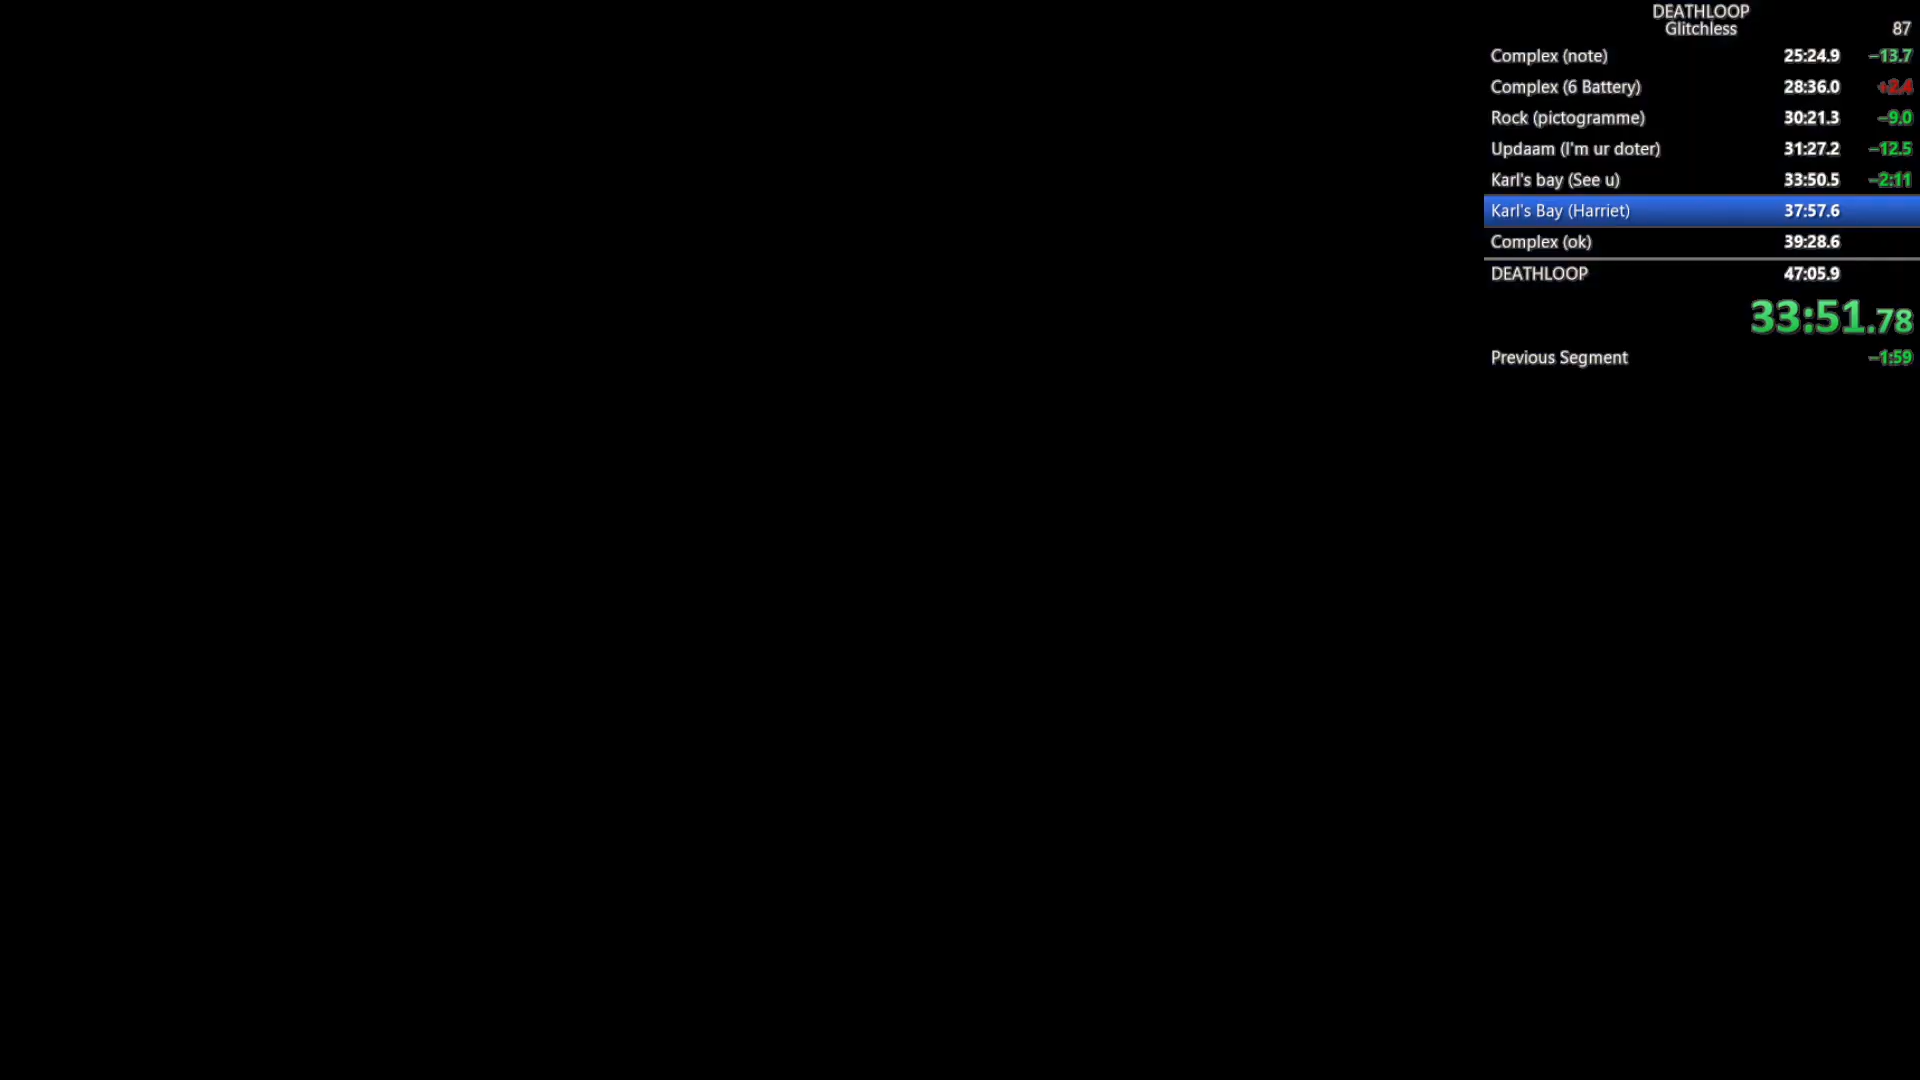 DEATHLOOP
Glitchless 87
Complex (note) 25:24.9 −13.7
Complex (6 Battery) 28:36.0 +2.4
Rock (pictogramme) 30:21.3 −9.0
Updaam (I'm ur doter) 31:27.2 −12.5
Karl's bay (See u) 33:50.5 −2:11
Karl's Bay (Harriet) 37:57.6
Complex (ok) 39:28.6
DEATHLOOP 47:05.9
33:51.78
Previous Segment −1:59